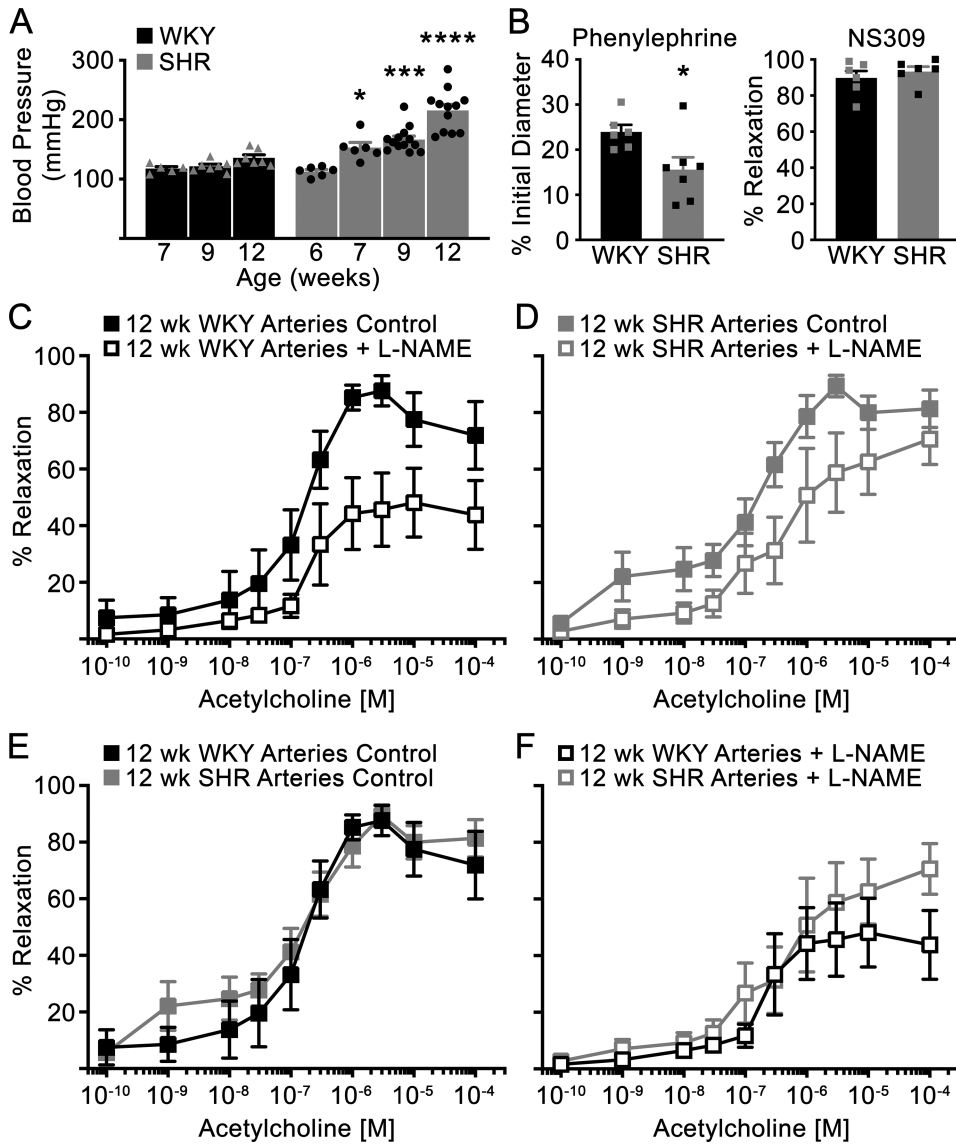 A
WKY
SHR
Blood Pressure
(mmHg)
300
200
100
*
***
****
7 9 12 6 7 9 12
Age (weeks)
B
Phenylephrine
% Initial Diameter
50
40
30
20
10
0
*
WKY SHR
NS309
% Relaxation
100
80
60
40
20
0
WKY SHR
C
12 wk WKY Arteries Control
12 wk WKY Arteries + L-NAME
% Relaxation
100
80
60
40
20
10-10 10-9 10-8 10-7 10-6 10-5 10-4
Acetylcholine [M]
D
12 wk SHR Arteries Control
12 wk SHR Arteries + L-NAME
10-10 10-9 10-8 10-7 10-6 10-5 10-4
Acetylcholine [M]
E
12 wk WKY Arteries Control
12 wk SHR Arteries Control
% Relaxation
100
80
60
40
20
10-10 10-9 10-8 10-7 10-6 10-5 10-4
Acetylcholine [M]
F
12 wk WKY Arteries + L-NAME
12 wk SHR Arteries + L-NAME
10-10 10-9 10-8 10-7 10-6 10-5 10-4
Acetylcholine [M]